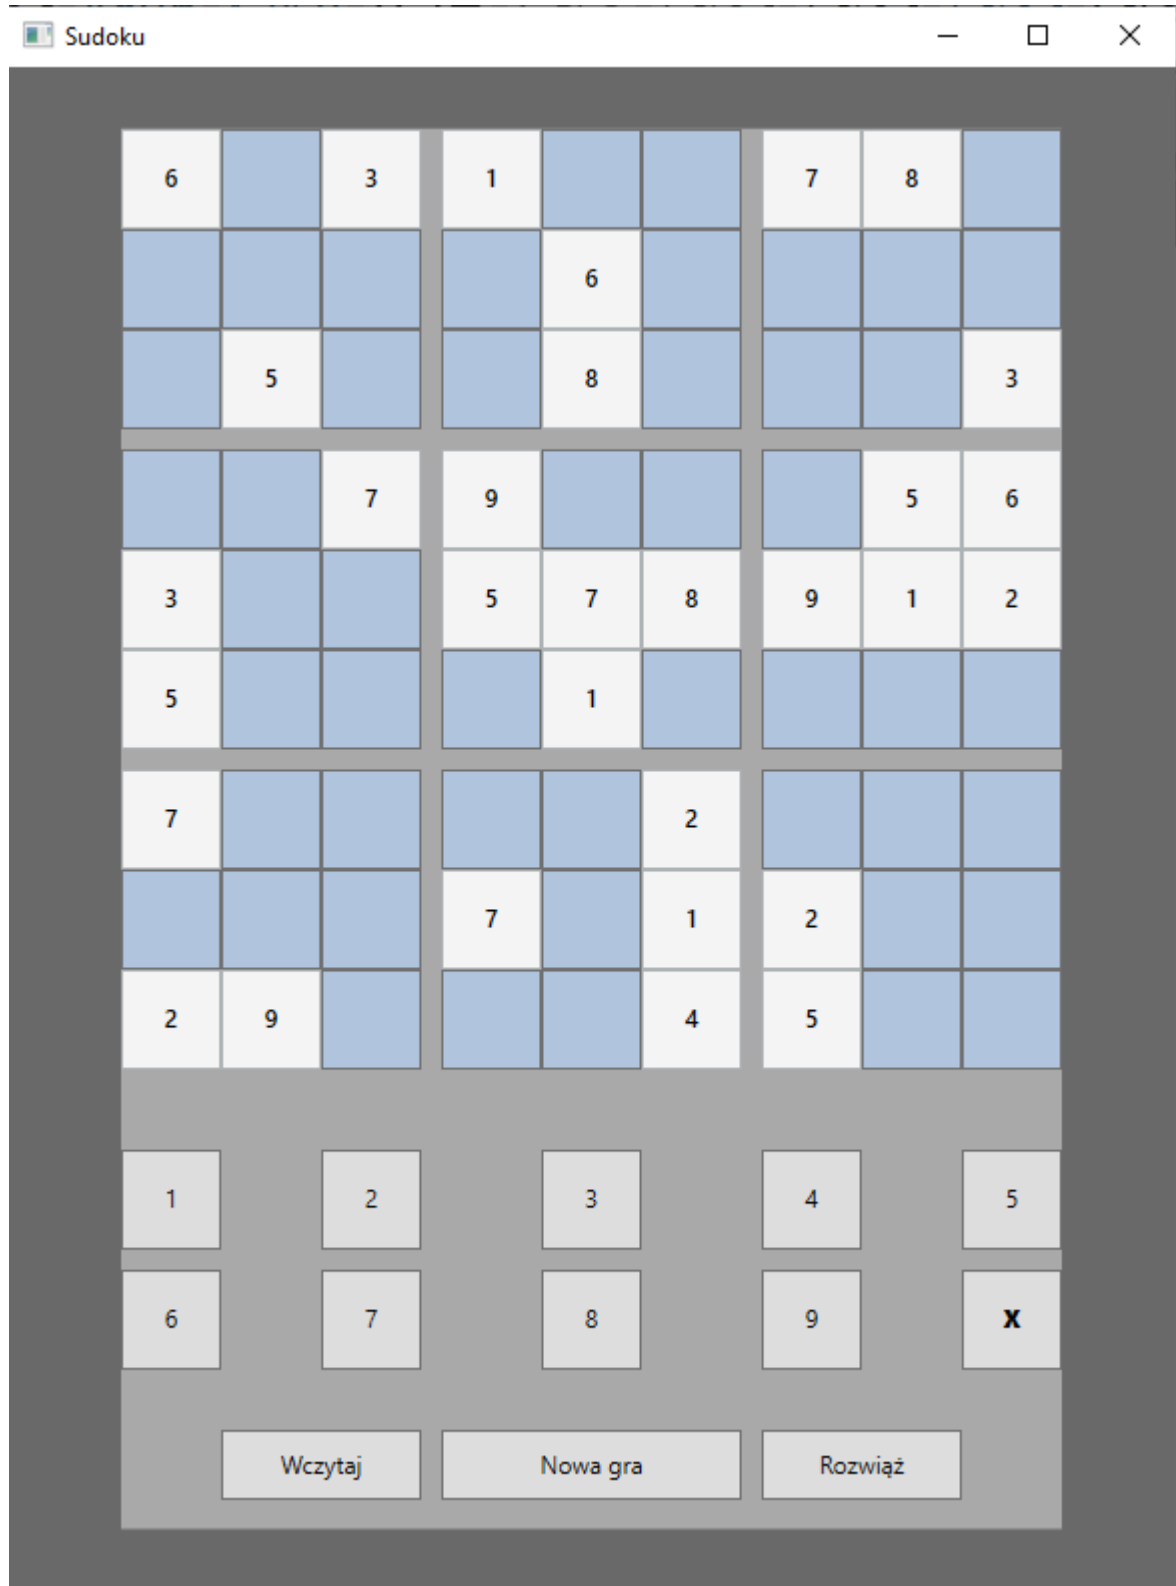 Sudoku
6 3 1 7 8
6
5 8 3
7 9 5 6
3 5 7 8 9 1 2
5 1
7 2
7 1 2
2 9 4 5
1 2 3 4 5
6 7 8 9 X
Wczytaj Nowa gra Rozwiąż